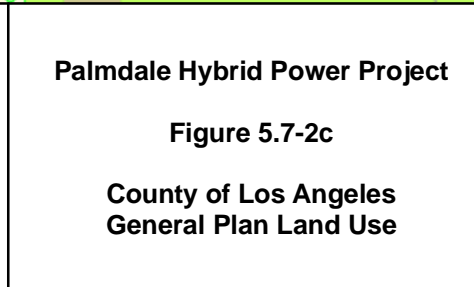 Palmdale Hybrid Power Project
Figure 5.7-2c
County of Los Angeles
General Plan Land Use